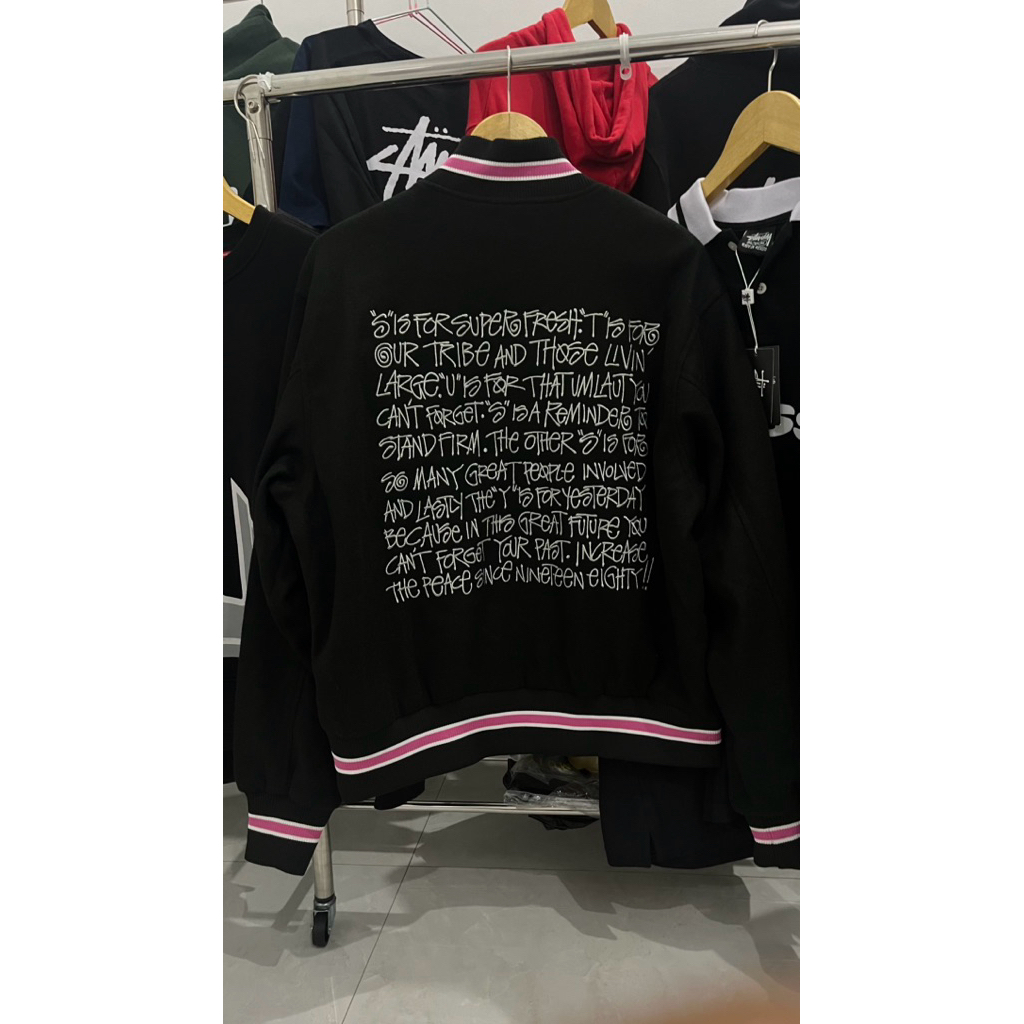 STÜSSY
"S" IS FOR SUPER FRESH. "T" IS FOR
OUR TRIBE AND THOSE LIVIN'
LARGE. "U" IS FOR THAT UMLAUT YOU
CAN'T FORGET. "S" IS A REMINDER TO
STAND FIRM. THE OTHER "S" IS FOR
SO MANY GREAT PEOPLE INVOLVED
AND LASTLY THE "Y" IS FOR YESTERDAY
BECAUSE IN THIS GREAT FUTURE YOU
CAN'T FORGET YOUR PAST. INCREASE
THE PEACE SINCE NINETEEN EIGHTY!!